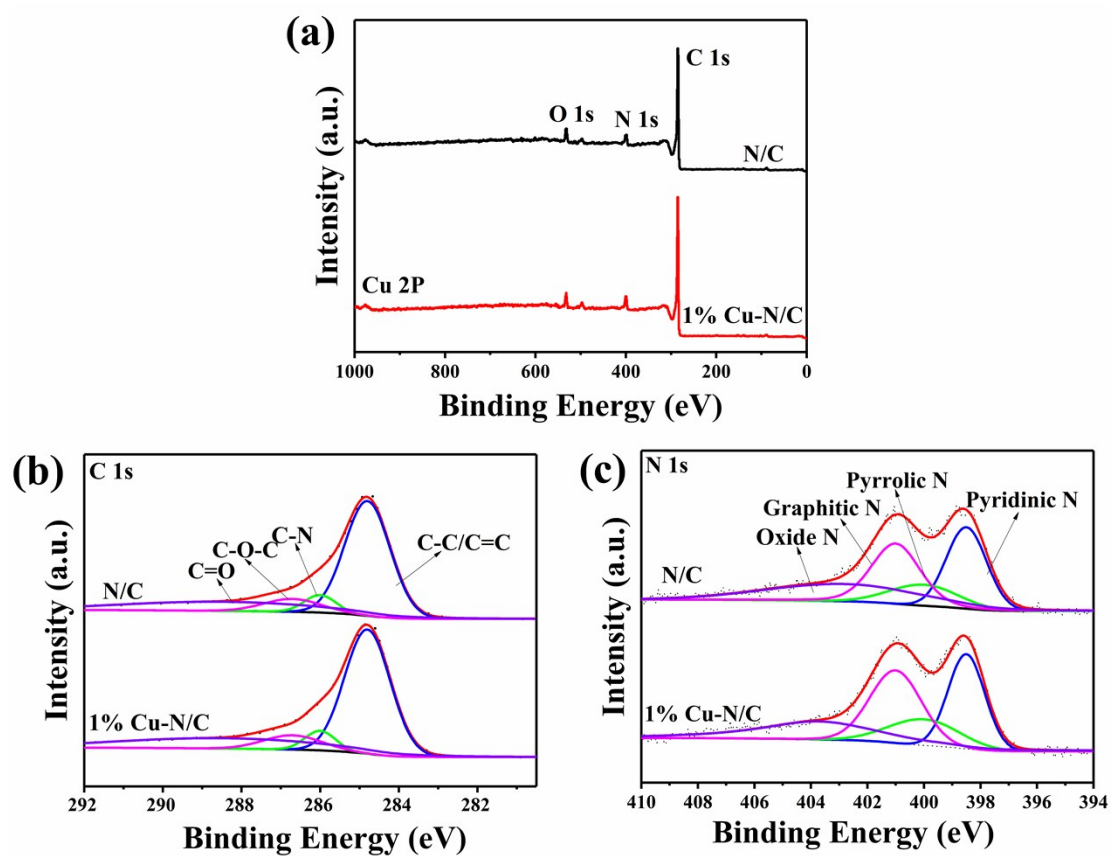 (a)
C 1s
O 1s
N 1s
N/C
Cu 2P
1% Cu-N/C
Intensity (a.u.)
1000
800
600
400
200
0
Binding Energy (eV)
(b)
C 1s
C-N
C-O-C
C=O
C-C/C=C
N/C
1% Cu-N/C
Intensity (a.u.)
292
290
288
286
284
282
Binding Energy (eV)
(c)
N 1s
Pyrrolic N
Graphitic N
Pyridinic N
Oxide N
N/C
1% Cu-N/C
Intensity (a.u.)
410
408
406
404
402
400
398
396
394
Binding Energy (eV)